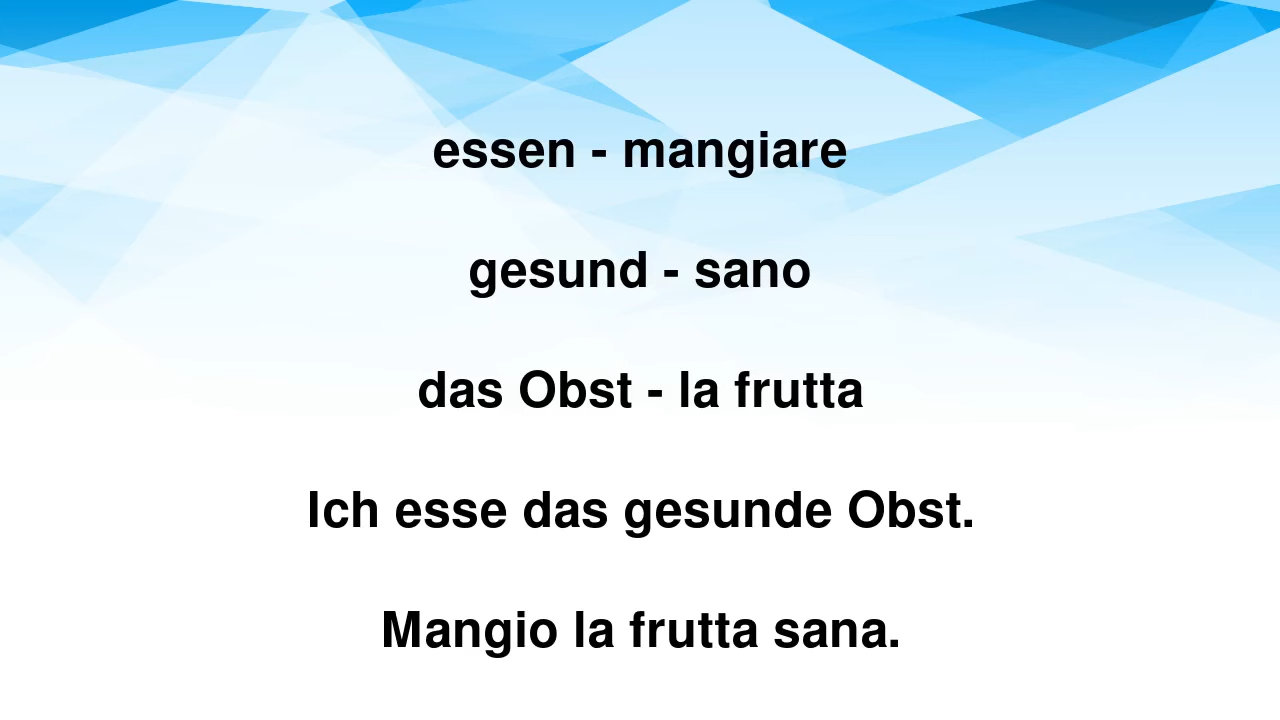 essen - mangiare
gesund - sano
das Obst - la frutta
Ich esse das gesunde Obst.
Mangio la frutta sana.